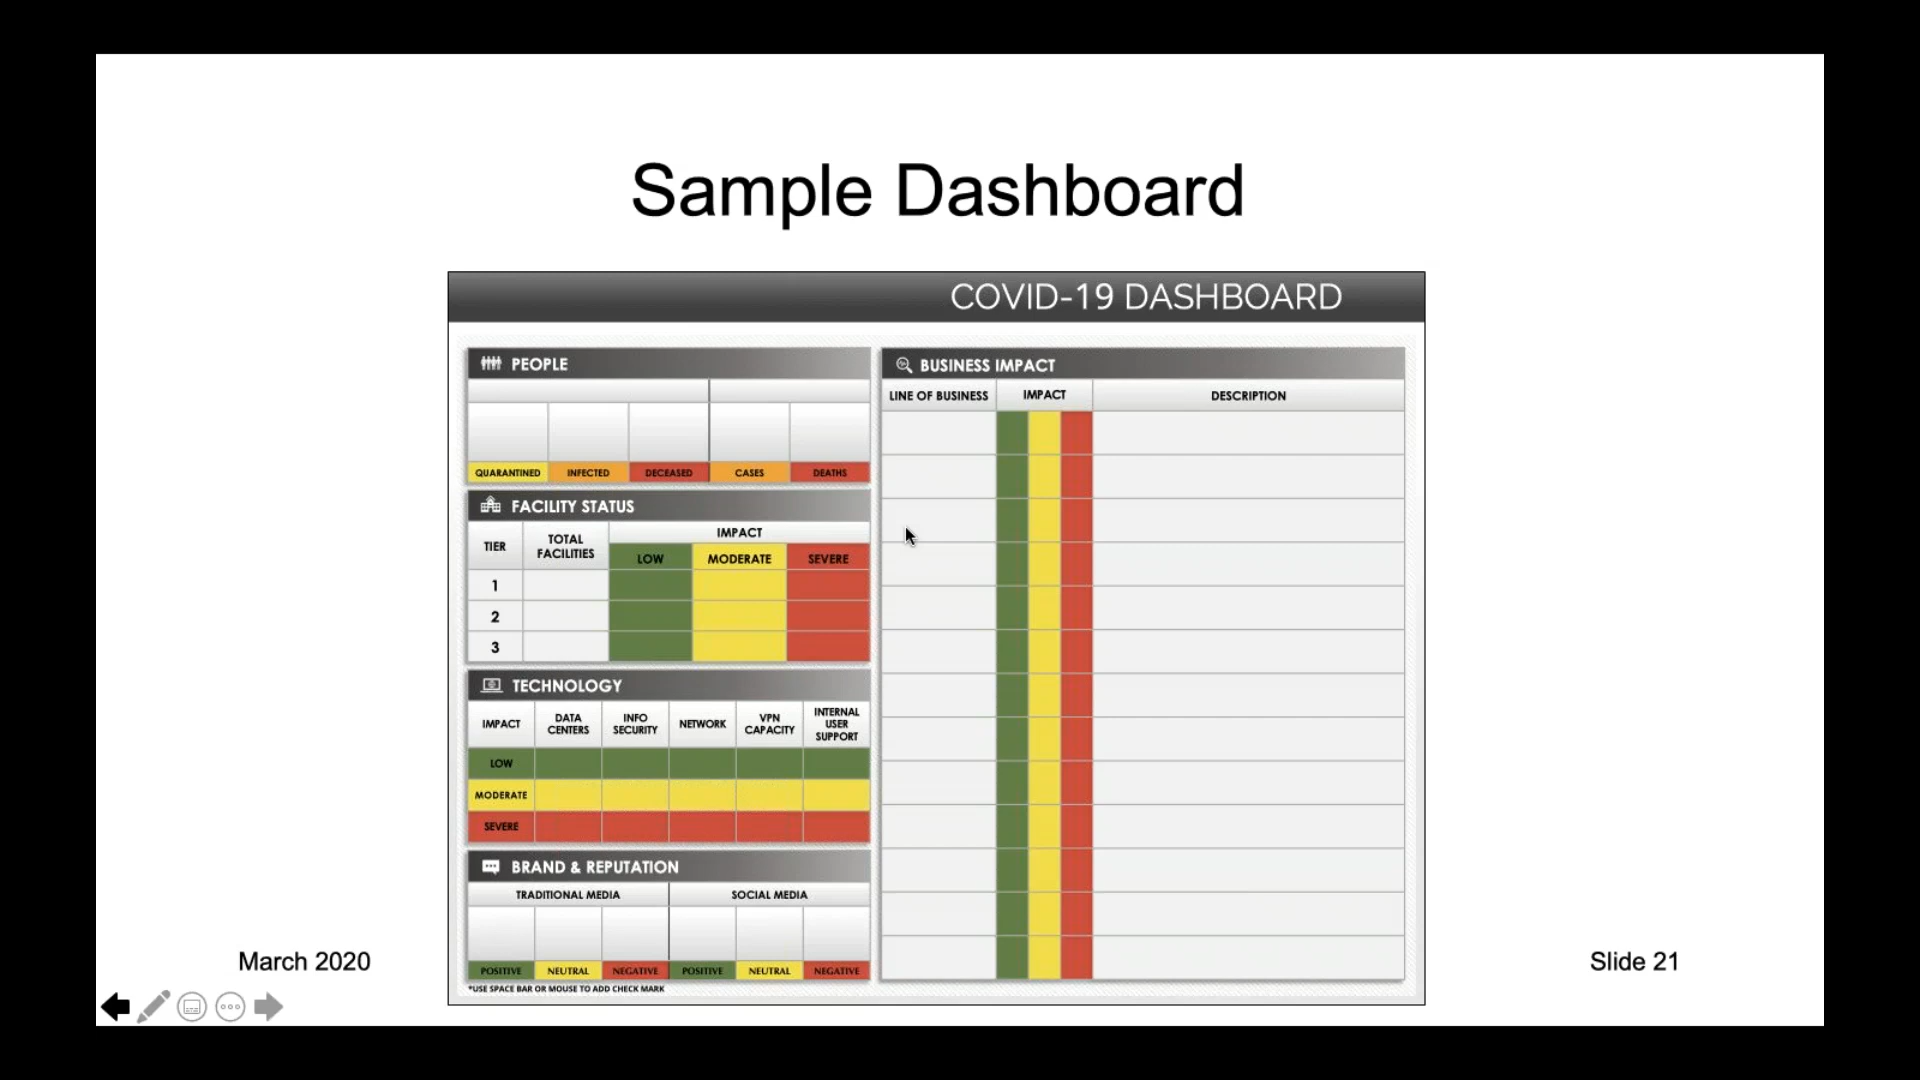 Sample Dashboard
COVID-19 DASHBOARD
PEOPLE
QUARANTINED INFECTED DECEASED CASES DEATHS
FACILITY STATUS
TIER TOTAL FACILITIES IMPACT
LOW MODERATE SEVERE
1
2
3
TECHNOLOGY
IMPACT DATA CENTERS INFO SECURITY NETWORK VPN CAPACITY INTERNAL USER SUPPORT
LOW
MODERATE
SEVERE
BRAND & REPUTATION
TRADITIONAL MEDIA SOCIAL MEDIA
POSITIVE NEUTRAL NEGATIVE POSITIVE NEUTRAL NEGATIVE
*USE SPACE BAR OR MOUSE TO ADD CHECK MARK
BUSINESS IMPACT
LINE OF BUSINESS IMPACT DESCRIPTION
March 2020
Slide 21